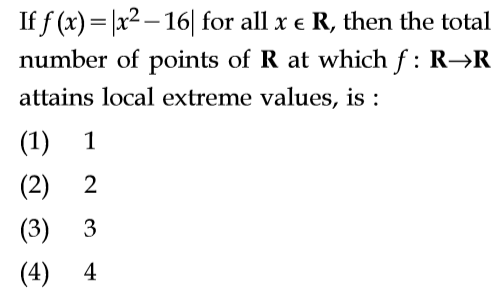 If f (x) = |x² – 16| for all x ϵ R, then the total
number of points of R at which f : R→R
attains local extreme values, is :
(1) 1
(2) 2
(3) 3
(4) 4